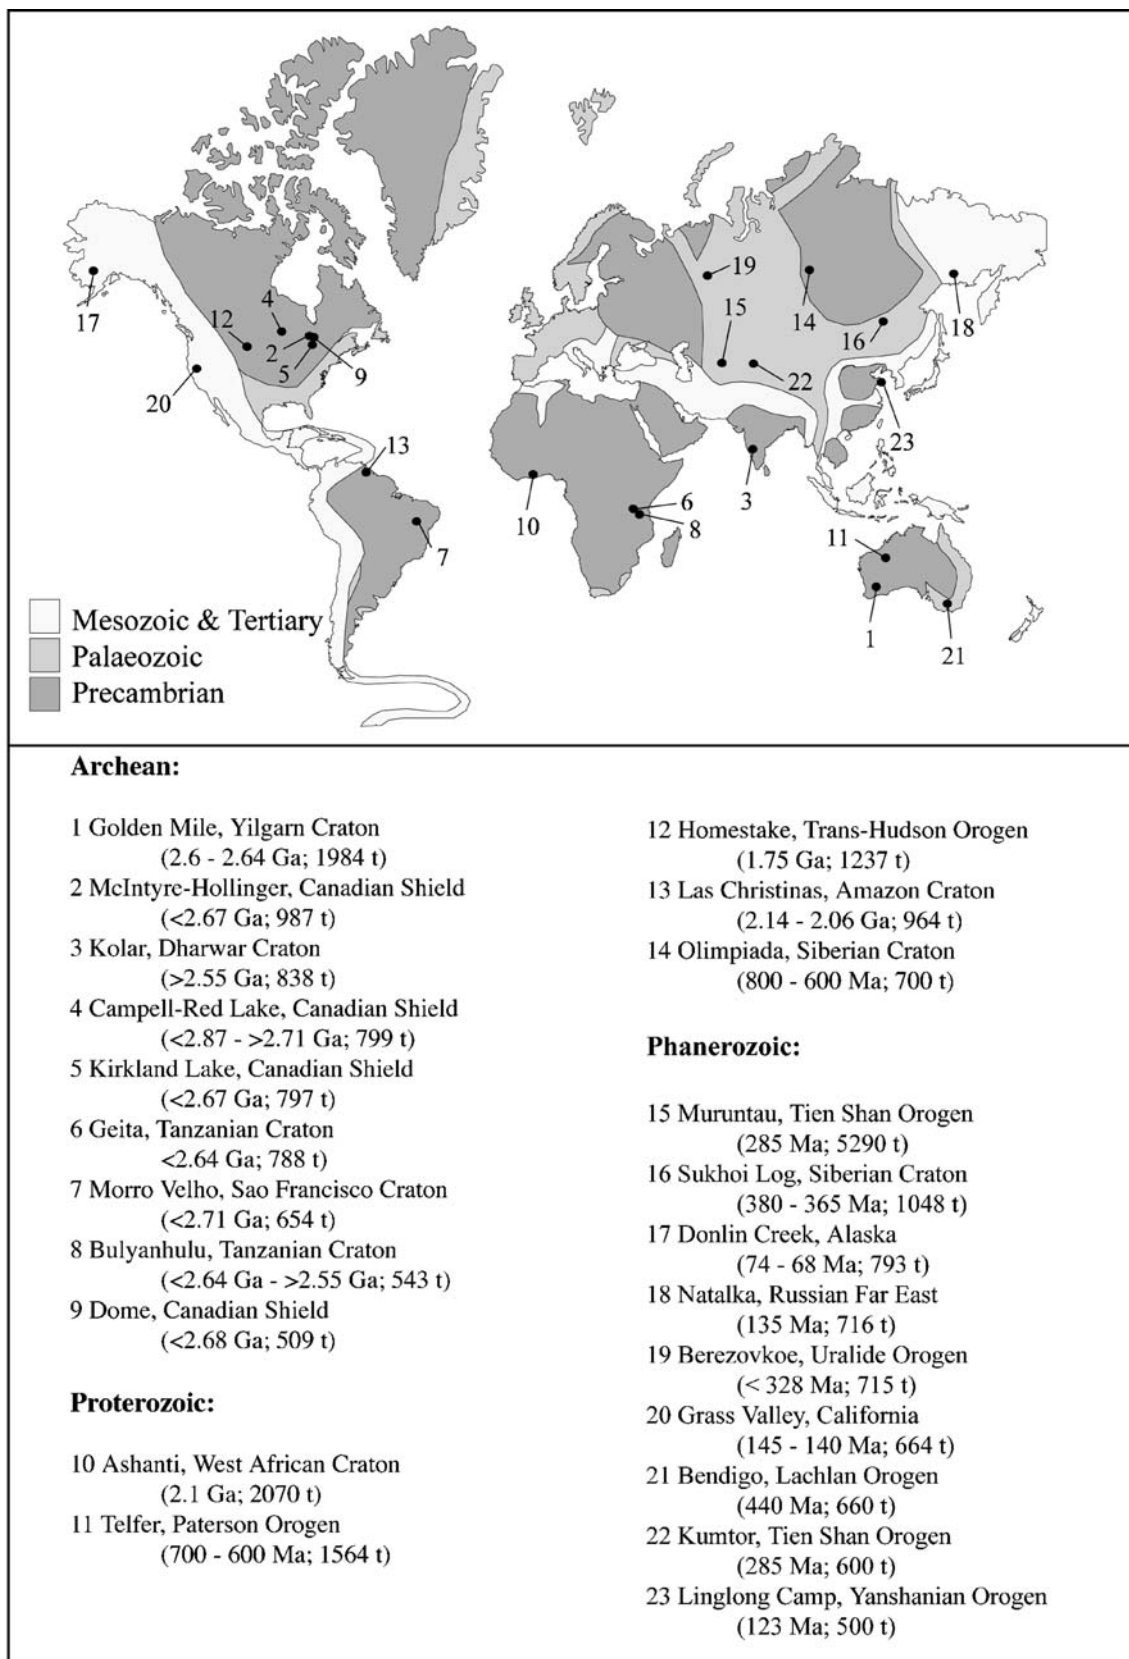 4
17
12
2
5
9
20
13
7
19
15
14
16
18
22
23
3
10
6
8
11
1
21
Mesozoic & Tertiary
Palaeozoic
Precambrian
Archean:
1 Golden Mile, Yilgarn Craton
(2.6 - 2.64 Ga; 1984 t)
2 McIntyre-Hollinger, Canadian Shield
(<2.67 Ga; 987 t)
3 Kolar, Dharwar Craton
(>2.55 Ga; 838 t)
4 Campell-Red Lake, Canadian Shield
(<2.87 - >2.71 Ga; 799 t)
5 Kirkland Lake, Canadian Shield
(<2.67 Ga; 797 t)
6 Geita, Tanzanian Craton
<2.64 Ga; 788 t)
7 Morro Velho, Sao Francisco Craton
(<2.71 Ga; 654 t)
8 Bulyanhulu, Tanzanian Craton
(<2.64 Ga - >2.55 Ga; 543 t)
9 Dome, Canadian Shield
(<2.68 Ga; 509 t)
Proterozoic:
10 Ashanti, West African Craton
(2.1 Ga; 2070 t)
11 Telfer, Paterson Orogen
(700 - 600 Ma; 1564 t)
12 Homestake, Trans-Hudson Orogen
(1.75 Ga; 1237 t)
13 Las Christinas, Amazon Craton
(2.14 - 2.06 Ga; 964 t)
14 Olimpiada, Siberian Craton
(800 - 600 Ma; 700 t)
Phanerozoic:
15 Muruntau, Tien Shan Orogen
(285 Ma; 5290 t)
16 Sukhoi Log, Siberian Craton
(380 - 365 Ma; 1048 t)
17 Donlin Creek, Alaska
(74 - 68 Ma; 793 t)
18 Natalka, Russian Far East
(135 Ma; 716 t)
19 Berezovkoe, Uralide Orogen
(< 328 Ma; 715 t)
20 Grass Valley, California
(145 - 140 Ma; 664 t)
21 Bendigo, Lachlan Orogen
(440 Ma; 660 t)
22 Kumtor, Tien Shan Orogen
(285 Ma; 600 t)
23 Linglong Camp, Yanshanian Orogen
(123 Ma; 500 t)